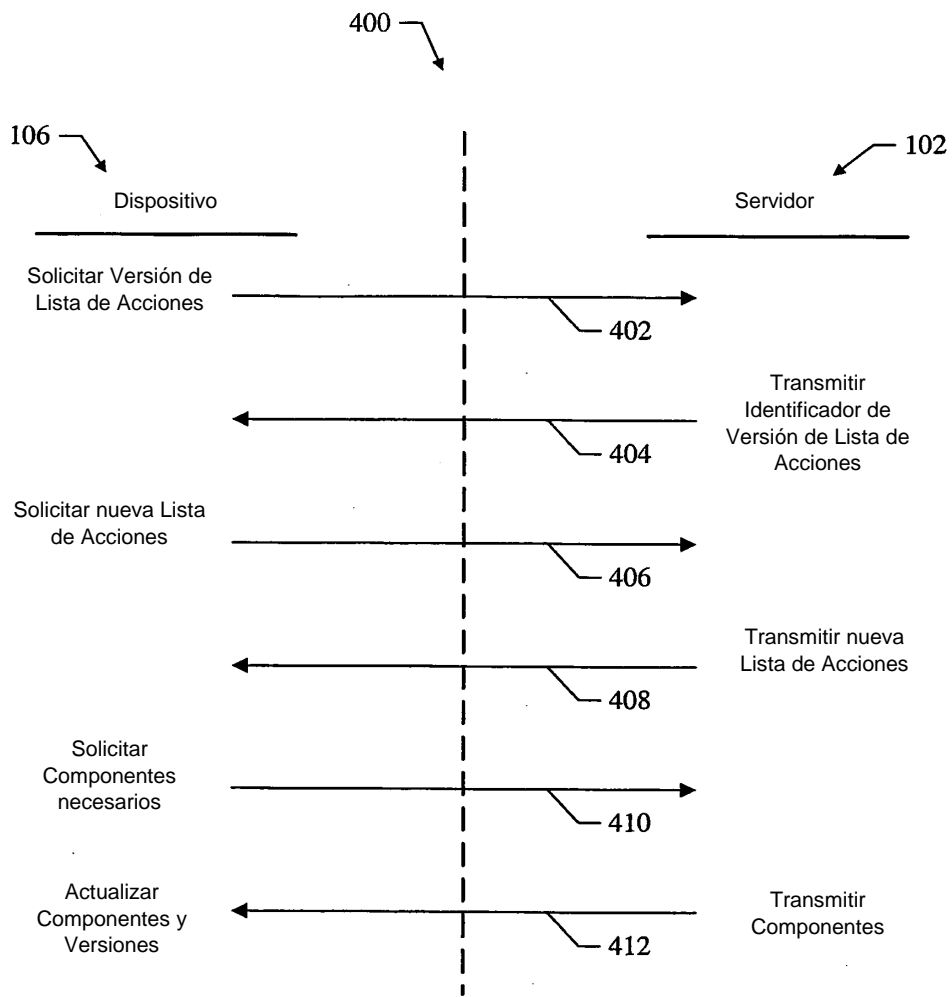 400
106
102
Dispositivo
Servidor
Solicitar Versión de
Lista de Acciones
402
Transmitir
Identificador de
Versión de Lista de
Acciones
404
Solicitar nueva Lista
de Acciones
406
Transmitir nueva
Lista de Acciones
408
Solicitar
Componentes
necesarios
410
Actualizar
Componentes y
Versiones
Transmitir
Componentes
412